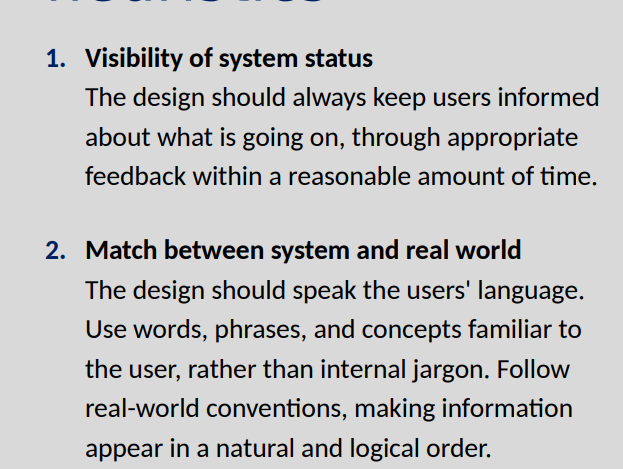 1. Visibility of system status
The design should always keep users informed
about what is going on, through appropriate
feedback within a reasonable amount of time.
2. Match between system and real world
The design should speak the users' language.
Use words, phrases, and concepts familiar to
the user, rather than internal jargon. Follow
real-world conventions, making information
appear in a natural and logical order.